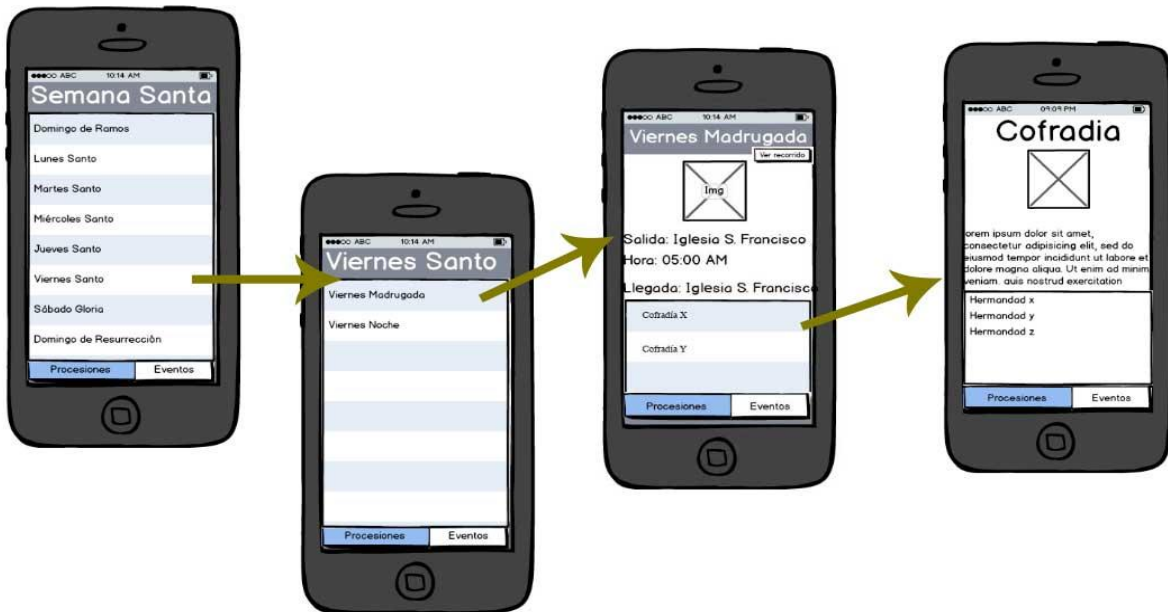 ABC 10:14 AM
Semana Santa
Domingo de Ramos
Lunes Santo
Martes Santo
Miércoles Santo
Jueves Santo
Viernes Santo
Sábado Gloria
Domingo de Resurrección
Procesiones Eventos
ABC 10:14 AM
Viernes Santo
Viernes Madrugada
Viernes Noche
Procesiones Eventos
ABC 10:14 AM
Viernes Madrugada
Ver recorrido
Img
Salida: Iglesia S. Francisco
Hora: 05:00 AM
Llegada: Iglesia S. Francisco
Cofradía X
Cofradía Y
Procesiones Eventos
ABC 09:09 PM
Cofradia
orem ipsum dolor sit amet,
consectetur adipisicing elit, sed do
eiusmod tempor incididunt ut labore et
dolore magna aliqua. Ut enim ad minim
veniam, quis nostrud exercitation
Hermandad x
Hermandad y
Hermandad z
Procesiones Eventos